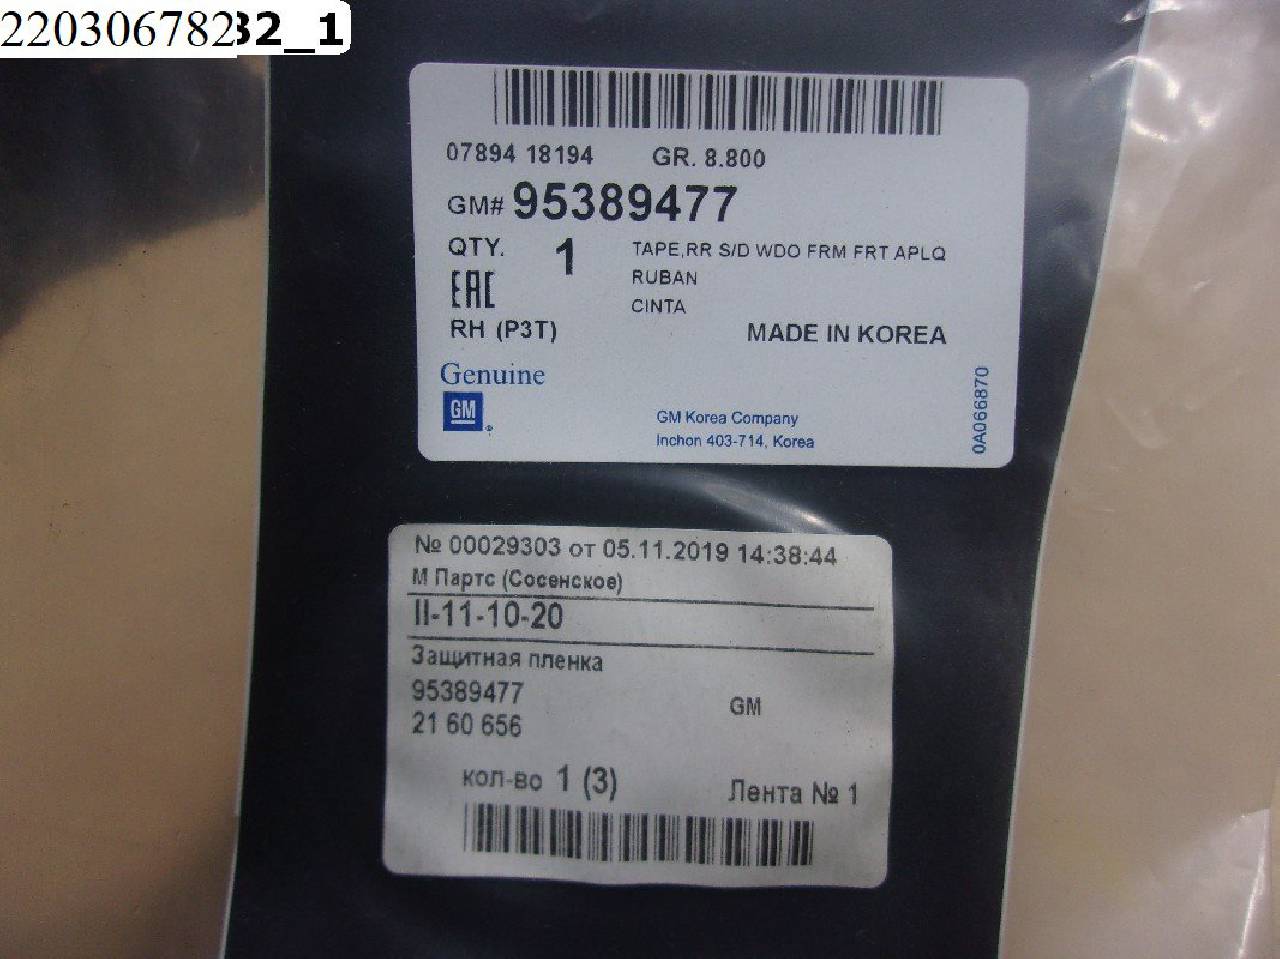 220306782
32_1
07894 18194 GR. 8.800
GM# 95389477
QTY. 1 TAPE,RR S/D WDO FRM FRT APLQ
RUBAN
CINTA
EAC
RH (P3T) MADE IN KOREA
Genuine
GM
GM Korea Company
Inchon 403-714, Korea
0A066870
№ 00029303 от 05.11.2019 14:38:44
М Партс (Сосенское)
II-11-10-20
Защитная пленка
95389477 GM
21 60 656
кол-во 1 (3) Лента № 1